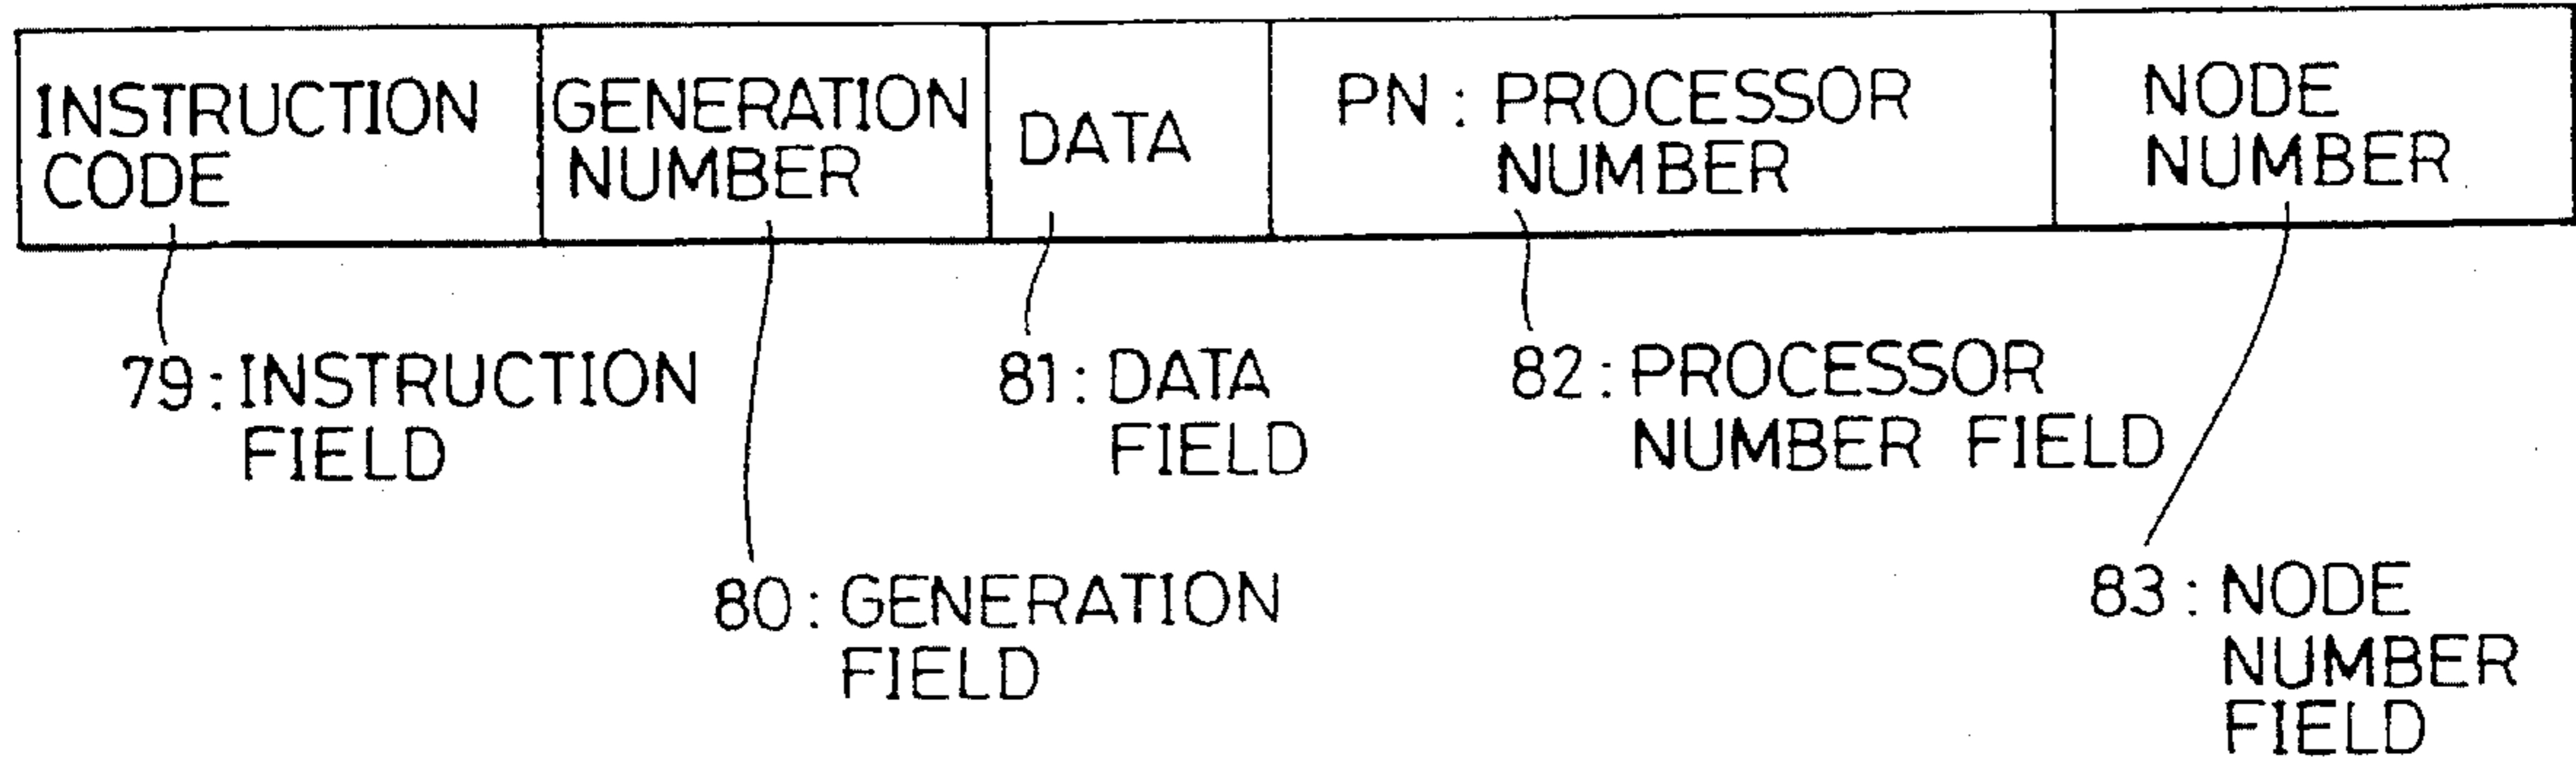 INSTRUCTION
CODE
GENERATION
NUMBER
DATA
PN: PROCESSOR
NUMBER
NODE
NUMBER
79: INSTRUCTION
FIELD
81: DATA
FIELD
82: PROCESSOR
NUMBER FIELD
80: GENERATION
FIELD
83: NODE
NUMBER
FIELD